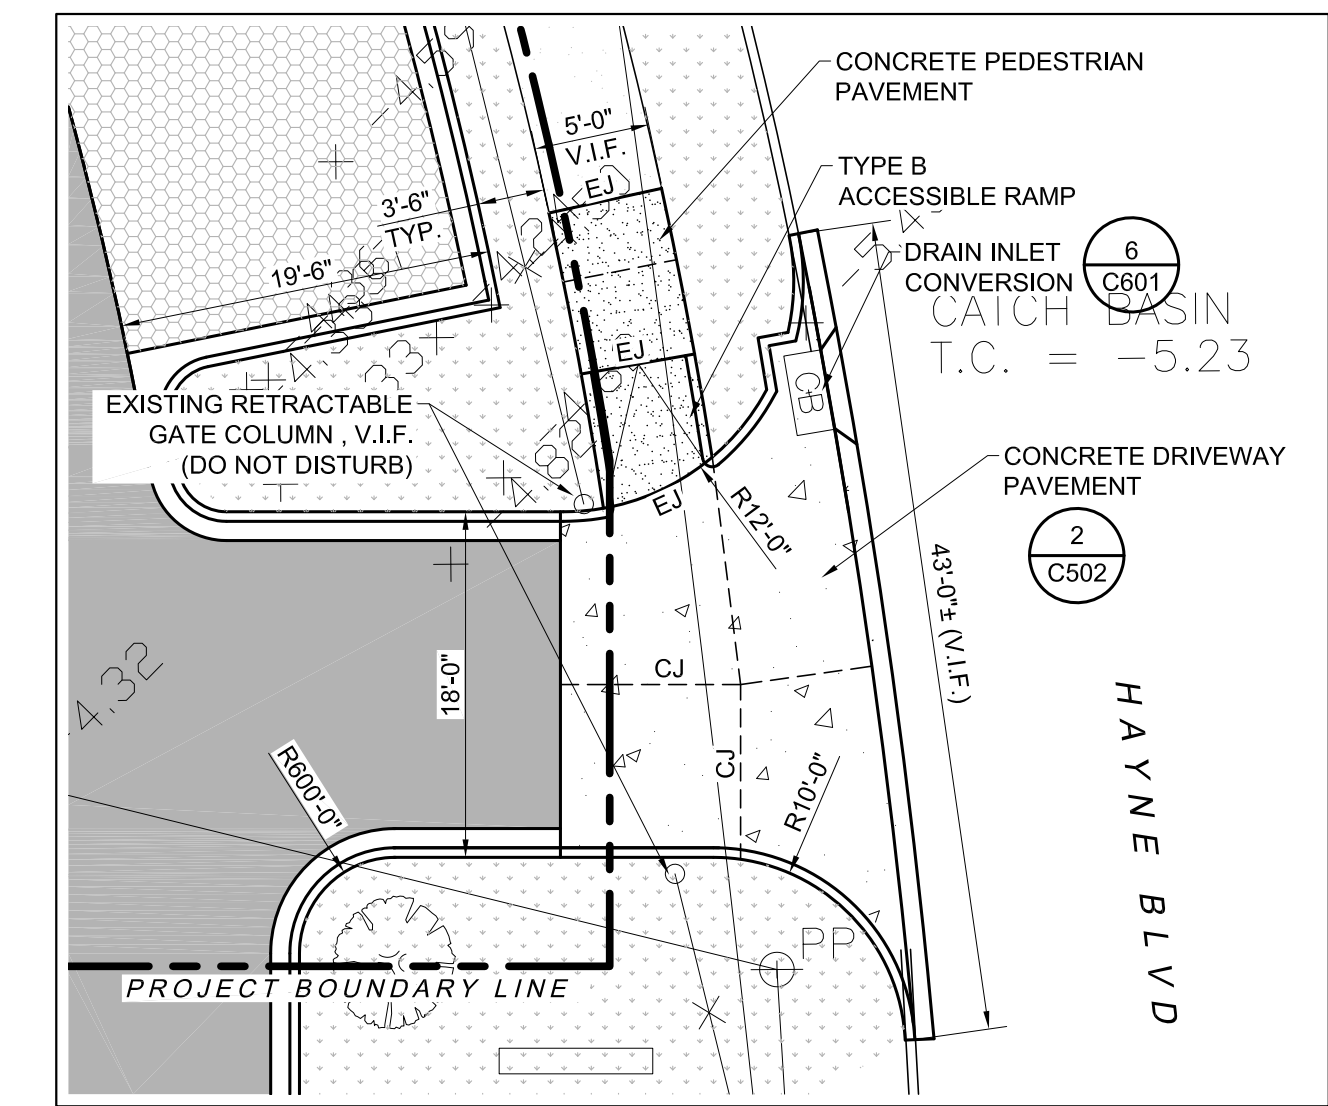 CONCRETE PEDESTRIAN
PAVEMENT
5'-0"
V.I.F.
EJ
TYPE B
ACCESSIBLE RAMP
3'-6"
TYP.
19'-6"
DRAIN INLET
CONVERSION
6
C601
CATCH BASIN
T.C. = -5.23
EJ
CB
EXISTING RETRACTABLE
GATE COLUMN , V.I.F.
(DO NOT DISTURB)
CONCRETE DRIVEWAY
PAVEMENT
EJ
R12'-0"
2
C502
43'-0"± (V.I.F.)
4.32
18'-0"
CJ
CJ
R600'-0"
R10'-0"
HAYNE BLVD
PP
PROJECT BOUNDARY LINE